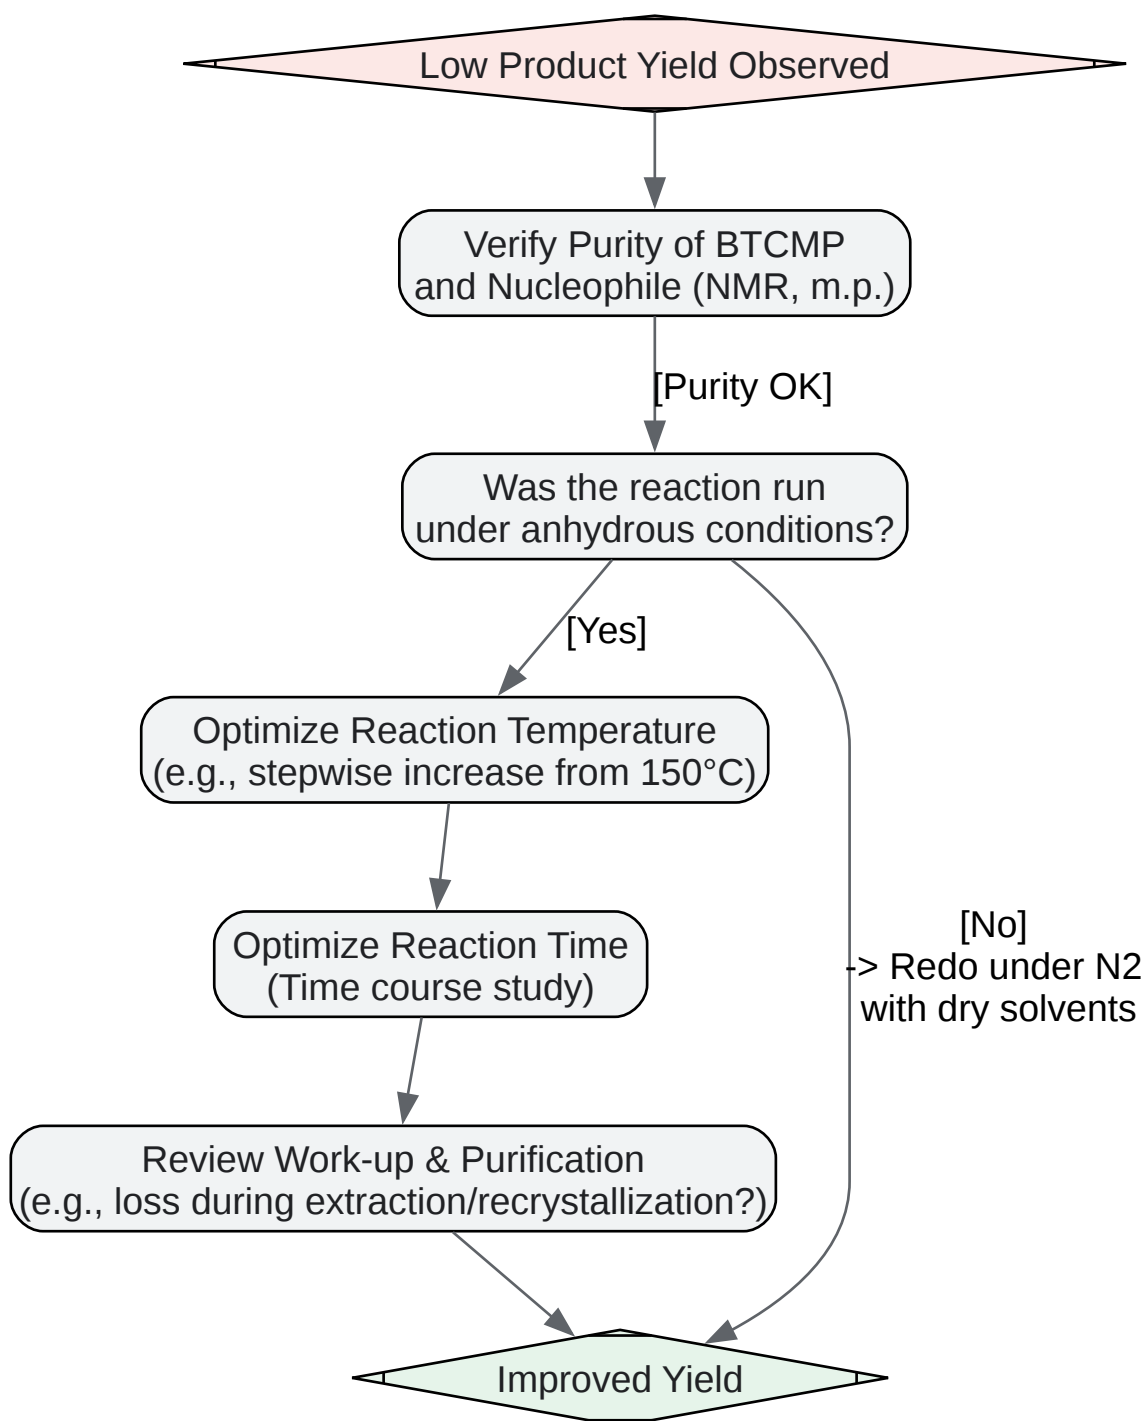 Low Product Yield Observed
Verify Purity of BTCMP
and Nucleophile (NMR, m.p.)
[Purity OK]
Was the reaction run
under anhydrous conditions?
[Yes]
Optimize Reaction Temperature
(e.g., stepwise increase from 150°C)
Optimize Reaction Time
(Time course study)
[No]
-> Redo under N2
with dry solvents
Review Work-up & Purification
(e.g., loss during extraction/recrystallization?)
Improved Yield